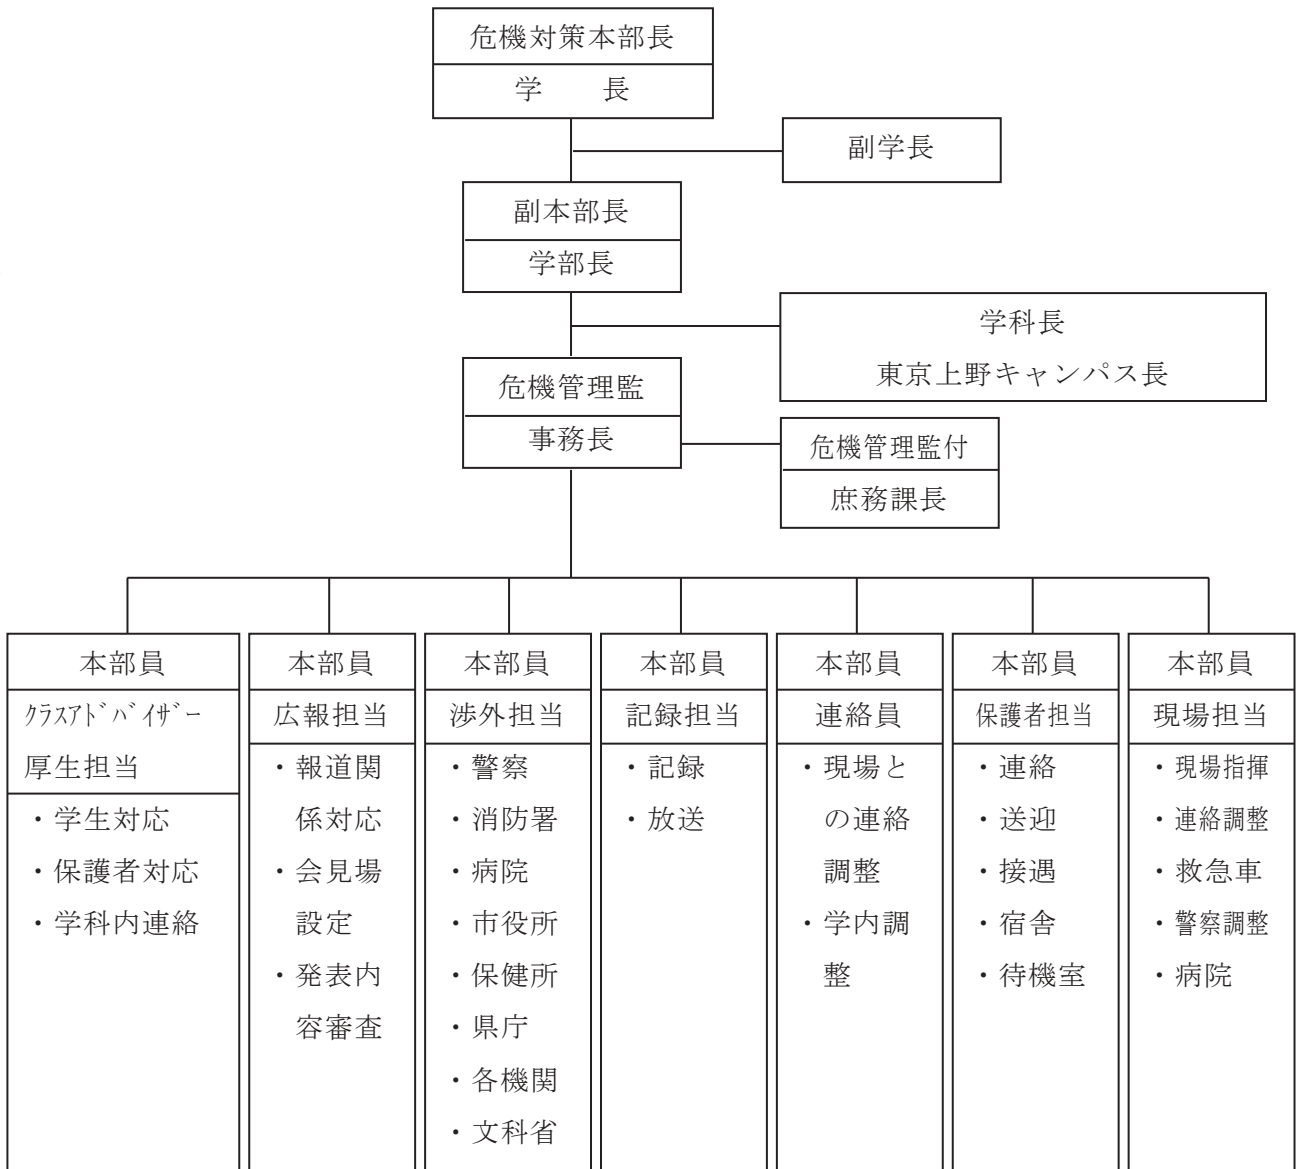 危機対策本部長
学　　長
副学長
副本部長
学部長
学科長
東京上野キャンパス長
危機管理監
事務長
危機管理監付
庶務課長
本部員
ｸﾗｽｱﾄﾞﾊﾞｲｻﾞｰ
厚生担当
・学生対応
・保護者対応
・学科内連絡
本部員
広報担当
・報道関
係対応
・会見場
設定
・発表内
容審査
本部員
渉外担当
・警察
・消防署
・病院
・市役所
・保健所
・県庁
・各機関
・文科省
本部員
記録担当
・記録
・放送
本部員
連絡員
・現場と
の連絡
調整
・学内調
整
本部員
保護者担当
・連絡
・送迎
・接遇
・宿舎
・待機室
本部員
現場担当
・現場指揮
・連絡調整
・救急車
・警察調整
・病院